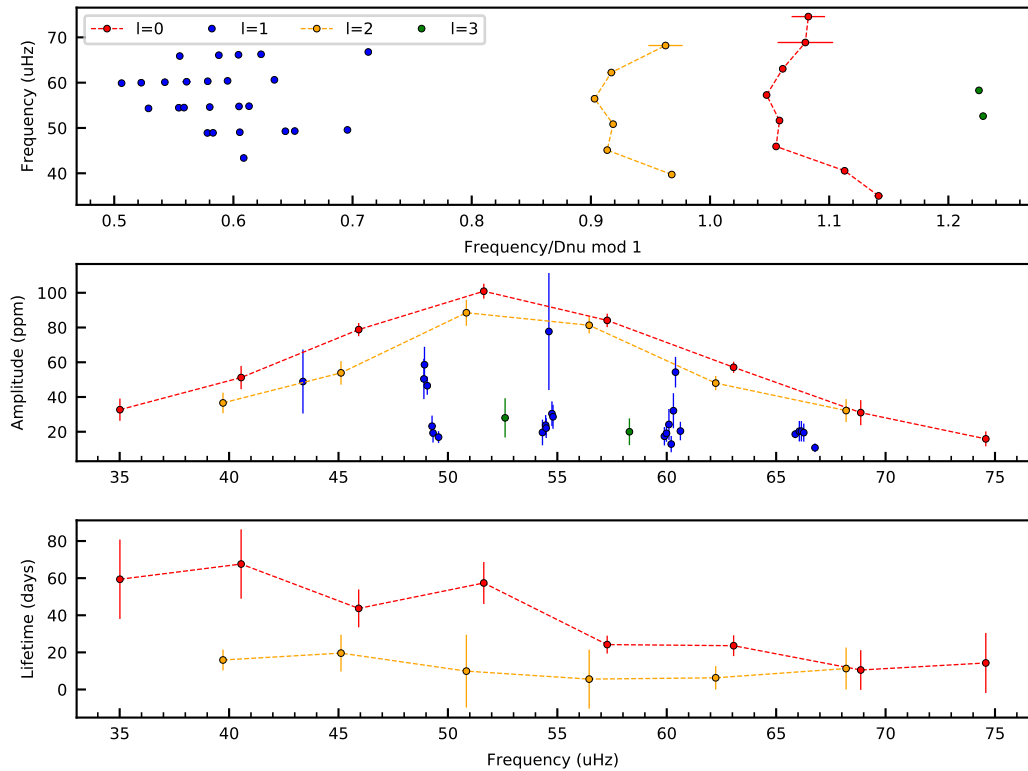 l=0 l=1 l=2 l=3
Frequency (uHz)
70
60
50
40
0.5 0.6 0.7 0.8 0.9 1.0 1.1 1.2
Frequency/Dnu mod 1
Amplitude (ppm)
100
80
60
40
20
35 40 45 50 55 60 65 70 75
Lifetime (days)
80
60
40
20
0
35 40 45 50 55 60 65 70 75
Frequency (uHz)